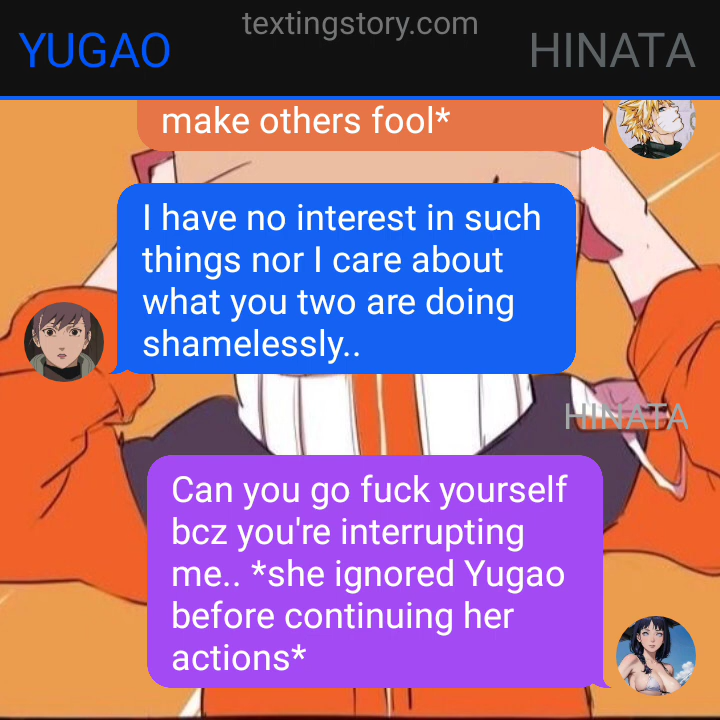 textingstory.com
YUGAO
HINATA
make others fool*
I have no interest in such
things nor I care about
what you two are doing
shamelessly..
HINATA
Can you go fuck yourself
bcz you're interrupting
me.. *she ignored Yugao
before continuing her
actions*